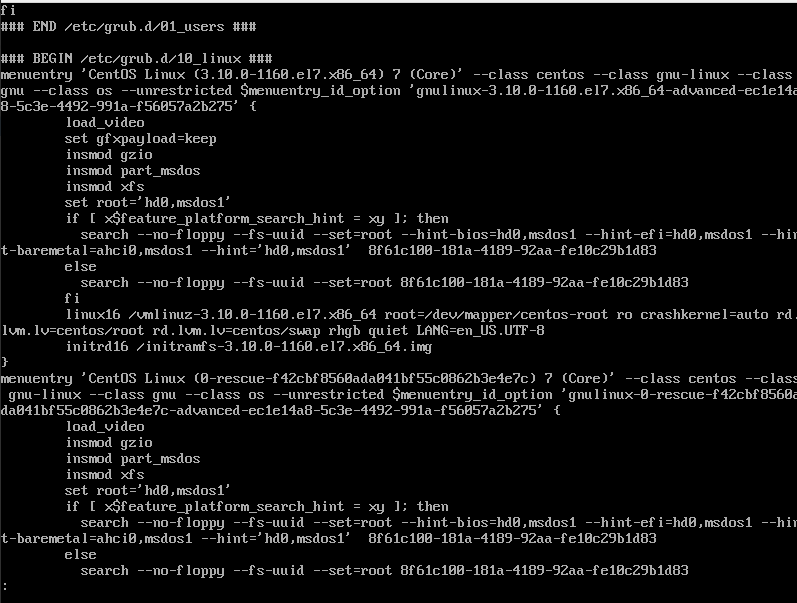 fi
### END /etc/grub.d/01_users ###
### BEGIN /etc/grub.d/10_linux ###
menuentry 'CentOS Linux (3.10.0-1160.el7.x86_64) 7 (Core)' --class centos --class gnu-linux --class
gnu --class os --unrestricted $menuentry_id_option 'gnulinux-3.10.0-1160.el7.x86_64-advanced-ec1e14a
8-5c3e-4492-991a-f56057a2b275' {
load_video
set gfxpayload=keep
insmod gzio
insmod part_msdos
insmod xfs
set root='hd0,msdos1'
if [ x$feature_platform_search_hint = xy ]; then
search --no-floppy --fs-uuid --set=root --hint-bios=hd0,msdos1 --hint-efi=hd0,msdos1 --hin
t-baremetal=ahci0,msdos1 --hint='hd0,msdos1'  8f61c100-181a-4189-92aa-fe10c29b1d83
else
search --no-floppy --fs-uuid --set=root 8f61c100-181a-4189-92aa-fe10c29b1d83
fi
linux16 /vmlinuz-3.10.0-1160.el7.x86_64 root=/dev/mapper/centos-root ro crashkernel=auto rd.
lvm.lv=centos/root rd.lvm.lv=centos/swap rhgb quiet LANG=en_US.UTF-8
initrd16 /initramfs-3.10.0-1160.el7.x86_64.img
}
menuentry 'CentOS Linux (0-rescue-f42cbf8560ada041bf55c0862b3e4e7c) 7 (Core)' --class centos --class
gnu-linux --class gnu --class os --unrestricted $menuentry_id_option 'gnulinux-0-rescue-f42cbf8560a
da041bf55c0862b3e4e7c-advanced-ec1e14a8-5c3e-4492-991a-f56057a2b275' {
load_video
insmod gzio
insmod part_msdos
insmod xfs
set root='hd0,msdos1'
if [ x$feature_platform_search_hint = xy ]; then
search --no-floppy --fs-uuid --set=root --hint-bios=hd0,msdos1 --hint-efi=hd0,msdos1 --hin
t-baremetal=ahci0,msdos1 --hint='hd0,msdos1'  8f61c100-181a-4189-92aa-fe10c29b1d83
else
search --no-floppy --fs-uuid --set=root 8f61c100-181a-4189-92aa-fe10c29b1d83
: